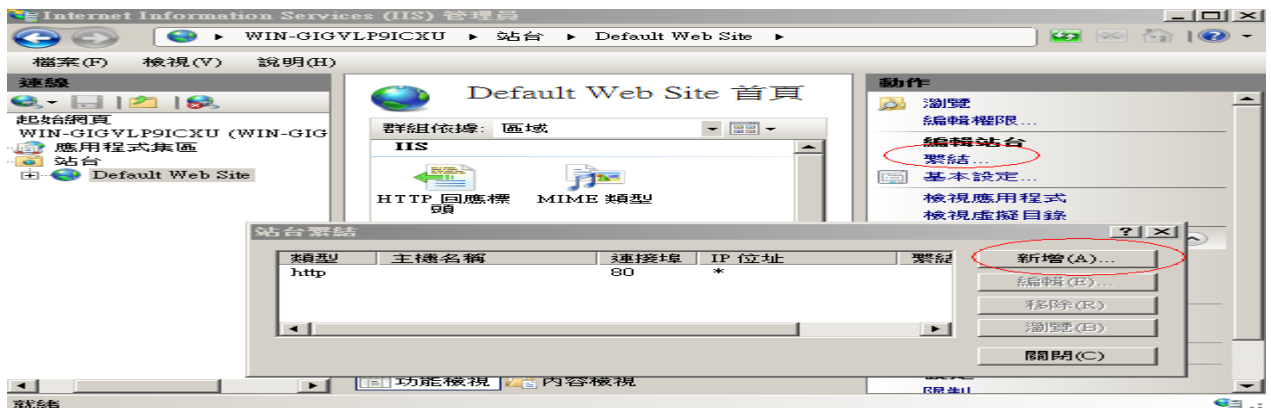 Internet Information Services (IIS) 管理員
WIN-GIGVLP9ICXU ▸ 站台 ▸ Default Web Site ▸
檔案(F) 檢視(V) 說明(H)
連線
起始網頁
WIN-GIGVLP9ICXU (WIN-GIG
應用程式集區
站台
Default Web Site
Default Web Site 首頁
群組依據: 區域
IIS
HTTP 回應標頭
MIME 類型
功能檢視 內容檢視
動作
瀏覽
編輯權限...
編輯站台
繫結...
基本設定...
檢視應用程式
檢視虛擬目錄
站台繫結
類型 主機名稱 連接埠 IP 位址 繫結
http 80 *
新增(A)...
編輯(E)...
移除(R)
瀏覽(B)
關閉(C)
限制
就緒